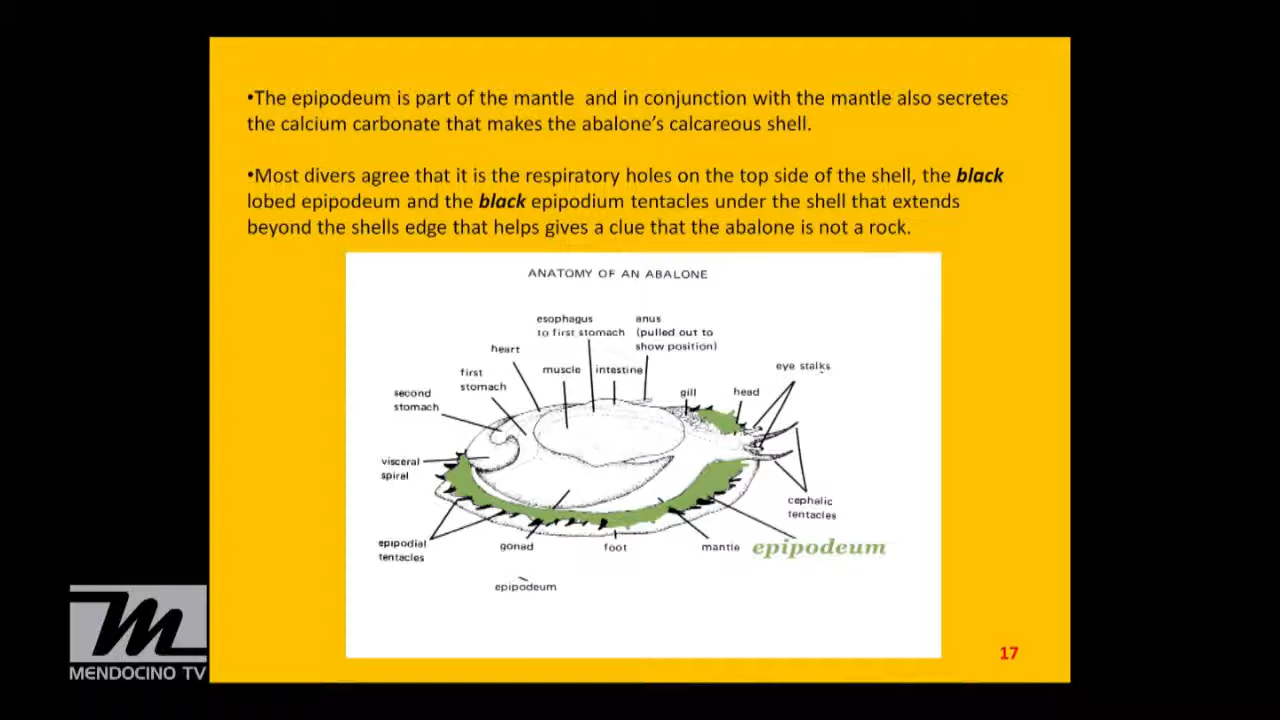 •The epipodeum is part of the mantle and in conjunction with the mantle also secretes
the calcium carbonate that makes the abalone's calcareous shell.
•Most divers agree that it is the respiratory holes on the top side of the shell, the black
lobed epipodeum and the black epipodium tentacles under the shell that extends
beyond the shells edge that helps gives a clue that the abalone is not a rock.
ANATOMY OF AN ABALONE
esophagus
to first stomach
anus
(pulled out to
show position)
heart
muscle
intestine
eye stalks
first
stomach
second
stomach
gill
head
visceral
spiral
cephalic
tentacles
epipodial
tentacles
gonad
foot
mantle
epipodeum
epipodeum
MENDOCINO TV
17